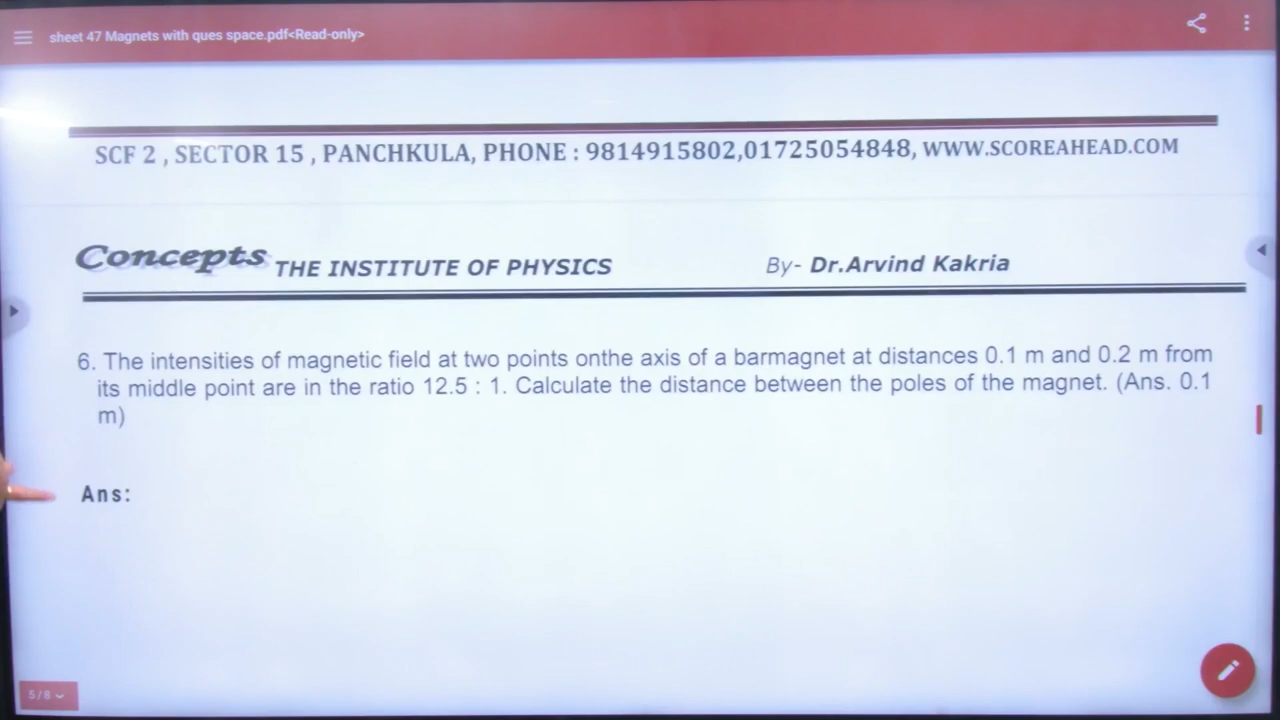 sheet 47 Magnets with ques space.pdf<Read-only>
SCF 2 , SECTOR 15 , PANCHKULA, PHONE : 9814915802,01725054848, WWW.SCOREAHEAD.COM
Concepts THE INSTITUTE OF PHYSICS By- Dr.Arvind Kakria
6. The intensities of magnetic field at two points onthe axis of a barmagnet at distances 0.1 m and 0.2 m from
its middle point are in the ratio 12.5 : 1. Calculate the distance between the poles of the magnet. (Ans. 0.1
m)
Ans:
5/8